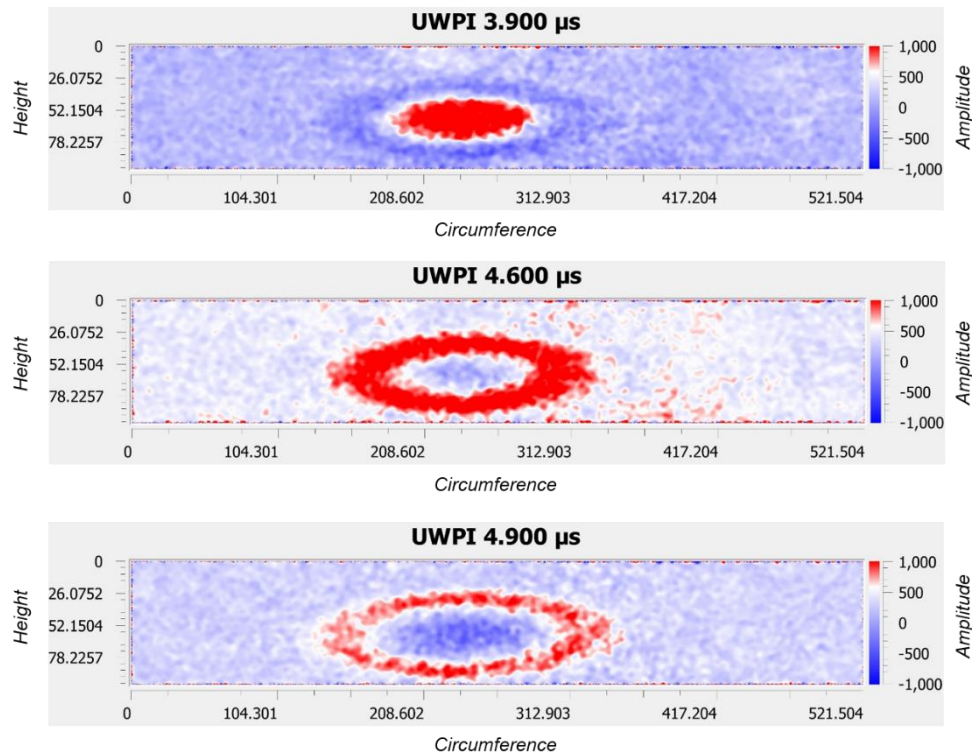 UWPI 3.900 µs
Height
0
26.0752
52.1504
78.2257
0 104.301 208.602 312.903 417.204 521.504
Circumference
1,000
500
0
-500
-1,000
Amplitude
UWPI 4.600 µs
Height
0
26.0752
52.1504
78.2257
0 104.301 208.602 312.903 417.204 521.504
Circumference
1,000
500
0
-500
-1,000
Amplitude
UWPI 4.900 µs
Height
0
26.0752
52.1504
78.2257
0 104.301 208.602 312.903 417.204 521.504
Circumference
1,000
500
0
-500
-1,000
Amplitude